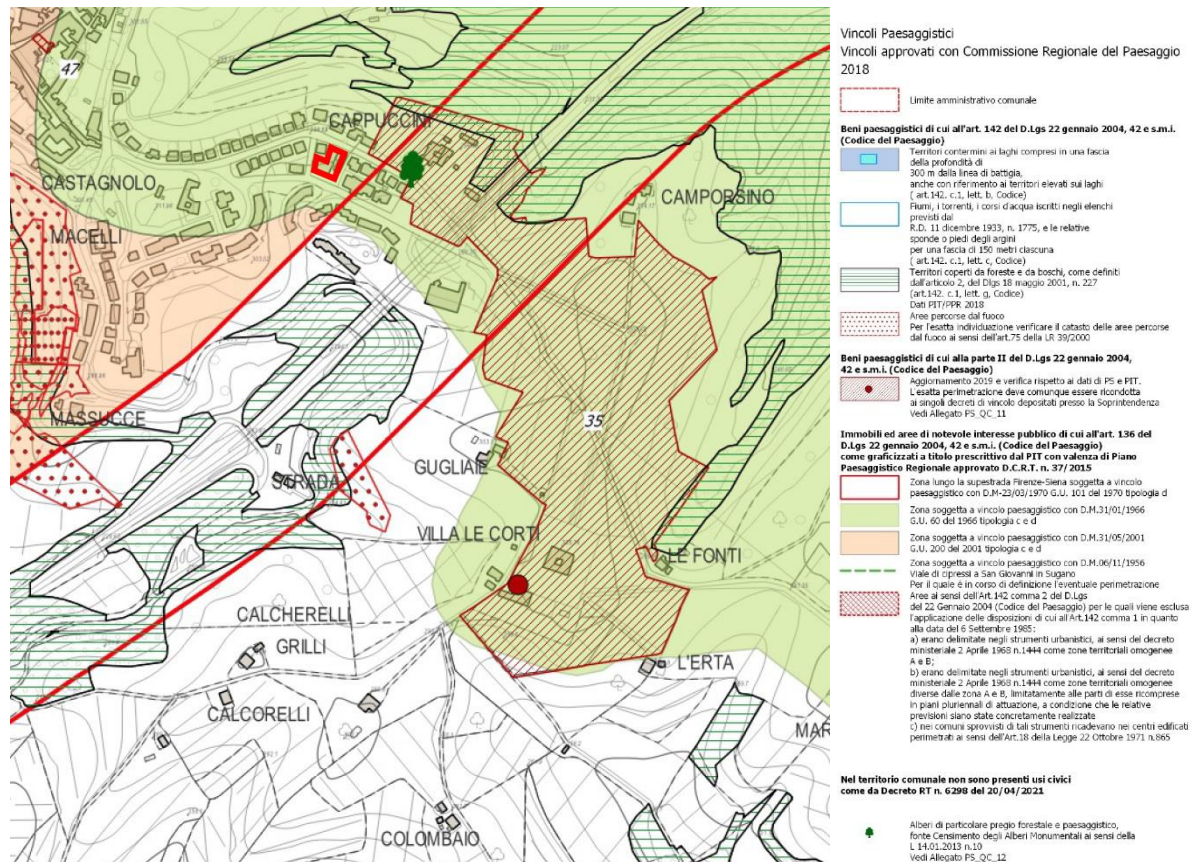 47
CAPPUCCINI
CASTAGNOLO
CAMPORSINO
MACELLI
MASSUCCE
35
GUGLIAIE
STRADA
VILLA LE CORTI
LE FONTI
CALCHERELLI
GRILLI
L'ERTA
CALCORELLI
MAR
COLOMBAIO
Vincoli Paesaggistici
Vincoli approvati con Commissione Regionale del Paesaggio
2018
Limite amministrativo comunale
Beni paesaggistici di cui all'art. 142 del D.Lgs 22 gennaio 2004, 42 e s.m.i.
(Codice del Paesaggio)
Territori contermini ai laghi compresi in una fascia
della profondità di
300 m dalla linea di battigia,
anche con riferimento ai territori elevati sui laghi
( art.142. c.1, lett. b, Codice)
Fiumi, i torrenti, i corsi d'acqua iscritti negli elenchi
previsti dal
R.D. 11 dicembre 1933, n. 1775, e le relative
sponde o piedi degli argini
per una fascia di 150 metri ciascuna
( art.142. c.1, lett. c, Codice)
Territori coperti da foreste e da boschi, come definiti
dall'articolo 2, del Dlgs 18 maggio 2001, n. 227
(art.142. c.1, lett. g, Codice)
Dati PIT/PPR 2018
Aree percorse dal fuoco
Per l'esatta individuazione verificare il catasto delle aree percorse
dal fuoco ai sensi dell'art.75 della LR 39/2000
Beni paesaggistici di cui alla parte II del D.Lgs 22 gennaio 2004,
42 e s.m.i. (Codice del Paesaggio)
Aggiornamento 2019 e verifica rispetto ai dati di PS e PIT.
L'esatta perimetrazione deve comunque essere ricondotta
ai singoli decreti di vincolo depositati presso la Soprintendenza
Vedi Allegato PS_QC_11
Immobili ed aree di notevole interesse pubblico di cui all'art. 136 del
D.Lgs 22 gennaio 2004, 42 e s.m.i. (Codice del Paesaggio)
come graficizzati a titolo prescrittivo dal PIT con valenza di Piano
Paesaggistico Regionale approvato D.C.R.T. n. 37/2015
Zona lungo la supestrada Firenze-Siena soggetta a vincolo
paesaggistico con D.M-23/03/1970 G.U. 101 del 1970 tipologia d
Zona soggetta a vincolo paesaggistico con D.M.31/01/1966
G.U. 60 del 1966 tipologia c e d
Zona soggetta a vincolo paesaggistico con D.M.31/05/2001
G.U. 200 del 2001 tipologia c e d
Zona soggetta a vincolo paesaggistico con D.M.06/11/1956
Viale di cipressi a San Giovanni in Sugano
Per il quale è in corso di definizione l'eventuale perimetrazione
Aree ai sensi dell'Art.142 comma 2 del D.Lgs
del 22 Gennaio 2004 (Codice del Paesaggio) per le quali viene esclusa
l'applicazione delle disposizioni di cui all'Art.142 comma 1 in quanto
alla data del 6 Settembre 1985:
a) erano delimitate negli strumenti urbanistici, ai sensi del decreto
ministeriale 2 Aprile 1968 n.1444 come zone territoriali omogenee
A e B;
b) erano delimitate negli strumenti urbanistici, ai sensi del decreto
ministeriale 2 Aprile 1968 n.1444 come zone territoriali omogenee
diverse dalle zona A e B, limitatamente alle parti di esse ricomprese
in piani pluriennali di attuazione, a condizione che le relative
previsioni siano state concretamente realizzate
c) nei comuni sprovvisti di tali strumenti ricadevano nei centri edificati
perimetrati ai sensi dell'Art.18 della Legge 22 Ottobre 1971 n.865
Nel territorio comunale non sono presenti usi civici
come da Decreto RT n. 6298 del 20/04/2021
Alberi di particolare pregio forestale e paesaggistico,
fonte Censimento degli Alberi Monumentali ai sensi della
L 14.01.2013 n.10
Vedi Allegato PS_QC_12